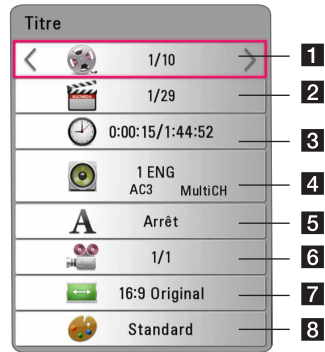 Titre
1/10
1
1/29
2
0:00:15/1:44:52
3
1 ENG
AC3 MultiCH
4
A Arrêt
5
1/1
6
16:9 Original
7
Standard
8